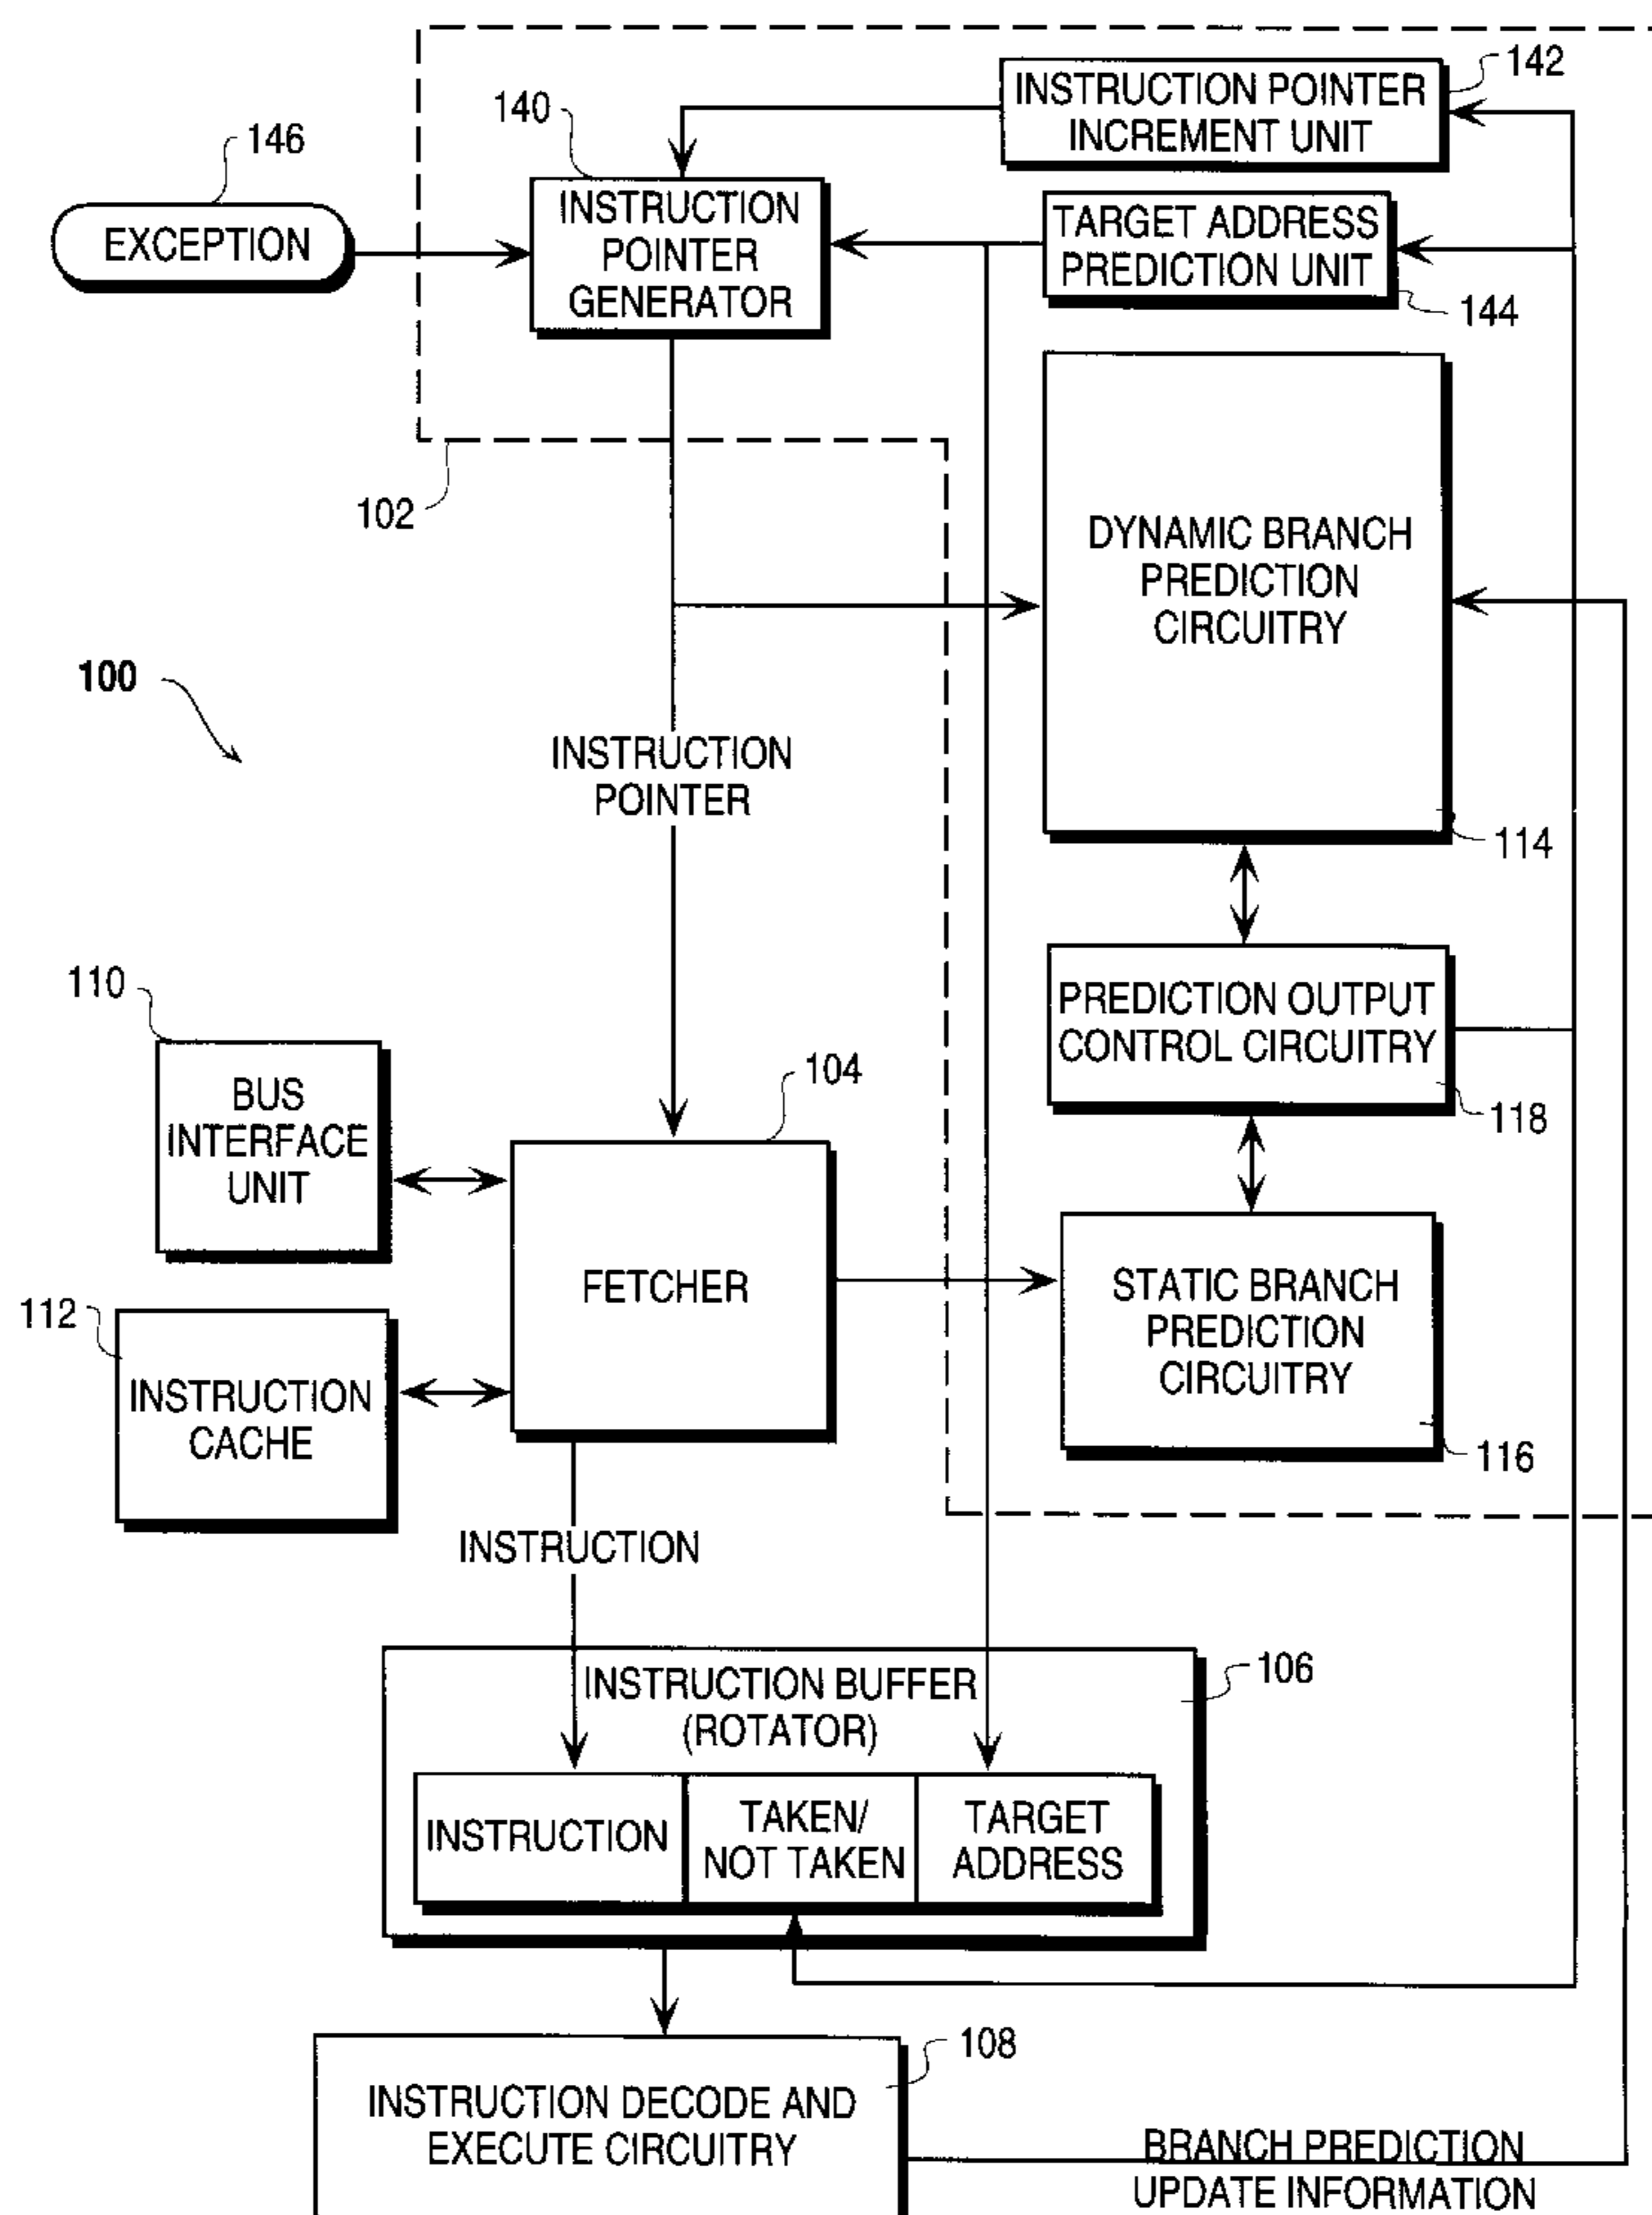 142
INSTRUCTION POINTER
INCREMENT UNIT
140
146
INSTRUCTION
POINTER
GENERATOR
TARGET ADDRESS
PREDICTION UNIT
EXCEPTION
144
102
DYNAMIC BRANCH
PREDICTION
CIRCUITRY
100
INSTRUCTION
POINTER
114
110
PREDICTION OUTPUT
CONTROL CIRCUITRY
104
BUS
INTERFACE
UNIT
118
FETCHER
STATIC BRANCH
PREDICTION
CIRCUITRY
112
INSTRUCTION
CACHE
116
INSTRUCTION
INSTRUCTION BUFFER
(ROTATOR)
106
INSTRUCTION
TAKEN/
NOT TAKEN
TARGET
ADDRESS
108
INSTRUCTION DECODE AND
EXECUTE CIRCUITRY
BRANCH PREDICTION
UPDATE INFORMATION